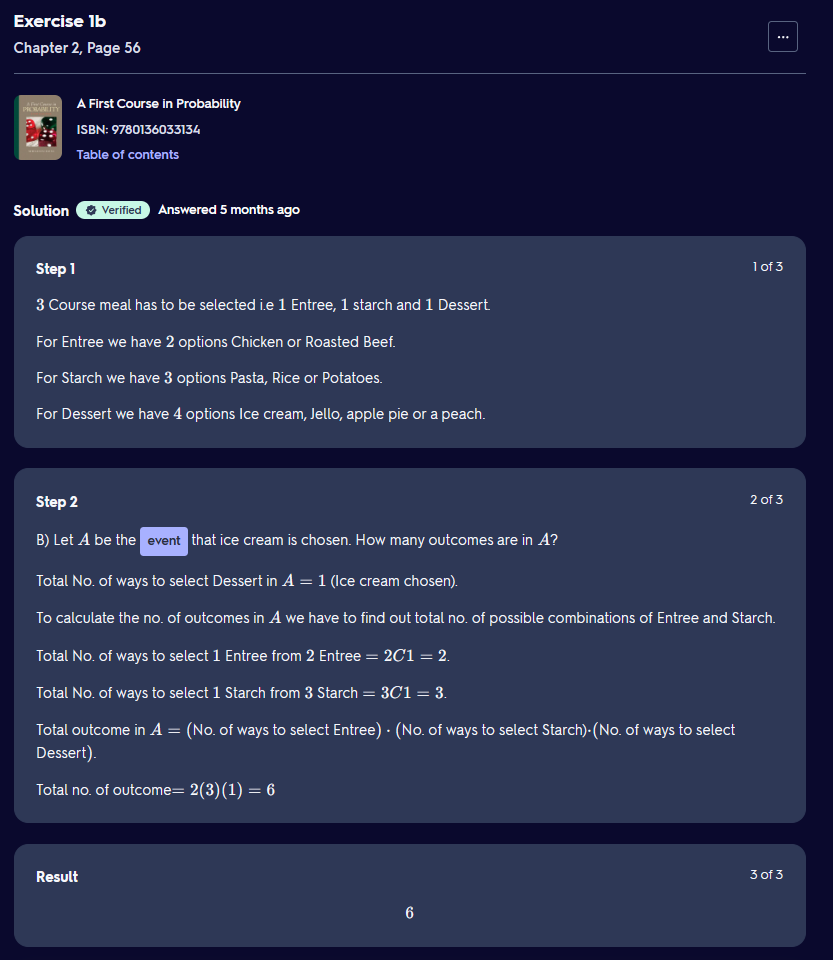 Exercise 1b
Chapter 2, Page 56
...
A First Course in Probability
ISBN: 9780136033134
Table of contents
Solution Verified Answered 5 months ago
Step 1 1 of 3
3 Course meal has to be selected i.e 1 Entree, 1 starch and 1 Dessert.
For Entree we have 2 options Chicken or Roasted Beef.
For Starch we have 3 options Pasta, Rice or Potatoes.
For Dessert we have 4 options Ice cream, Jello, apple pie or a peach.
Step 2 2 of 3
B) Let A be the event that ice cream is chosen. How many outcomes are in A?
Total No. of ways to select Dessert in A = 1 (Ice cream chosen).
To calculate the no. of outcomes in A we have to find out total no. of possible combinations of Entree and Starch.
Total No. of ways to select 1 Entree from 2 Entree = 2C1 = 2.
Total No. of ways to select 1 Starch from 3 Starch = 3C1 = 3.
Total outcome in A = (No. of ways to select Entree) · (No. of ways to select Starch)·(No. of ways to select
Dessert).
Total no. of outcome= 2(3)(1) = 6
Result 3 of 3
6